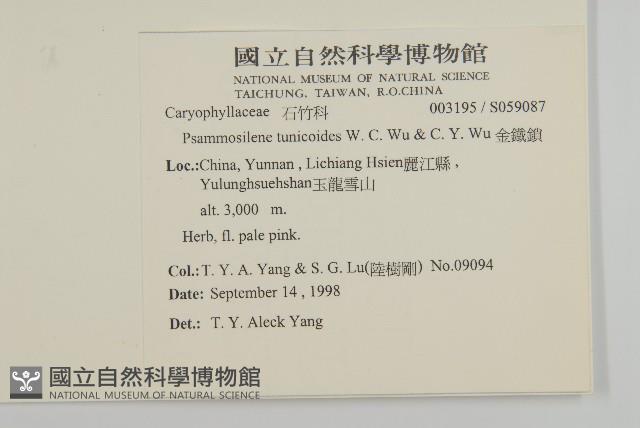 國立自然科學博物館
NATIONAL MUSEUM OF NATURAL SCIENCE
TAICHUNG, TAIWAN, R.O.CHINA
Caryophyllaceae 石竹科 003195 / S059087
Psammosilene tunicoides W. C. Wu & C. Y. Wu 金鐵鎖
Loc.:China, Yunnan , Lichiang Hsien麗江縣 ,
Yulunghsuehshan玉龍雪山
alt. 3,000 m.
Herb, fl. pale pink.
Col.: T. Y. A. Yang & S. G. Lu(陸樹剛) No.09094
Date: September 14 , 1998
Det.: T. Y. Aleck Yang
國立自然科學博物館
NATIONAL MUSEUM OF NATURAL SCIENCE